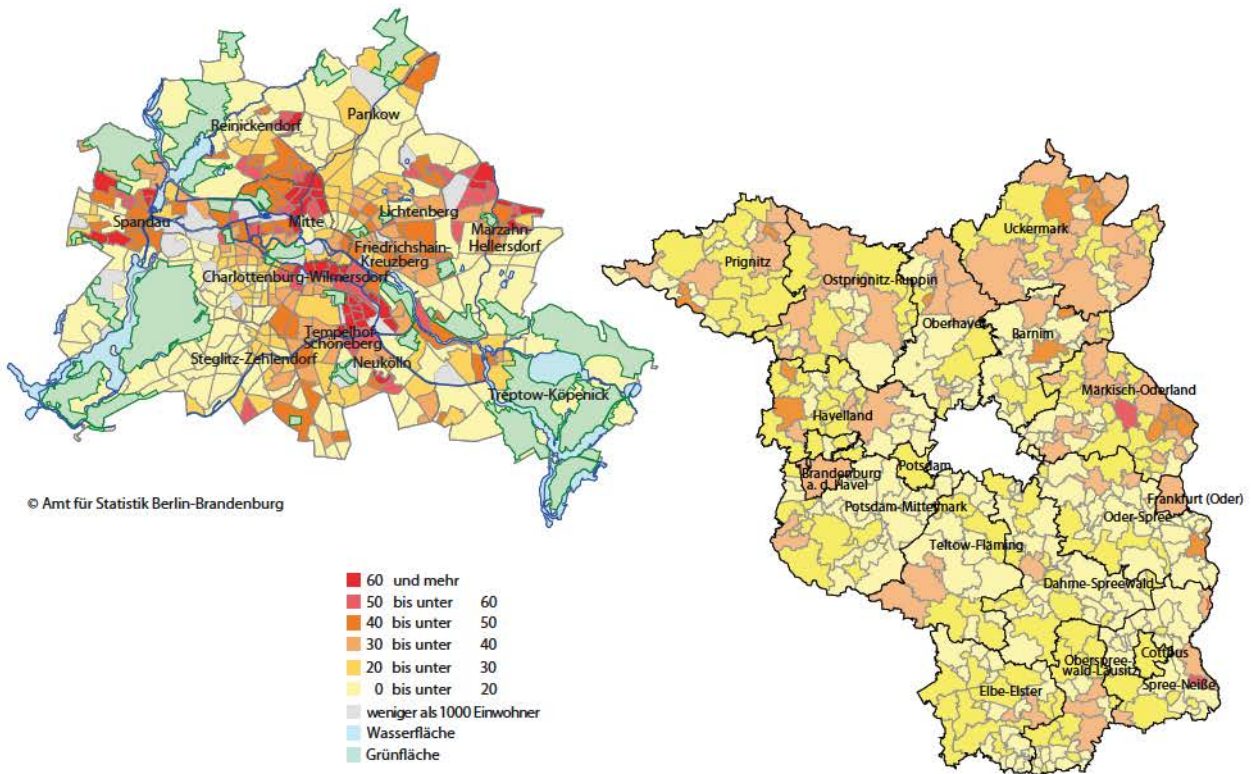 Pankow
Reinickendorf
Spandau
Mitte
Lichtenberg
Marzahn-
Hellersdorf
Friedrichshain-
Kreuzberg
Charlottenburg-Wilmersdorf
Tempelhof-
Schöneberg
Steglitz-Zehlendorf
Neukölln
Treptow-Köpenick
© Amt für Statistik Berlin-Brandenburg
60 und mehr
50 bis unter 60
40 bis unter 50
30 bis unter 40
20 bis unter 30
0 bis unter 20
weniger als 1000 Einwohner
Wasserfläche
Grünfläche
Uckermark
Prignitz
Ostprignitz-Ruppin
Oberhavel
Barnim
Märkisch-Oderland
Havelland
Brandenburg
a. d. Havel
Potsdam
Potsdam-Mittelmark
Frankfurt (Oder)
Oder-Spree
Teltow-Fläming
Dahme-Spreewald
Oberspree-
wald-Lausitz
Cottbus
Spree-Neiße
Elbe-Elster